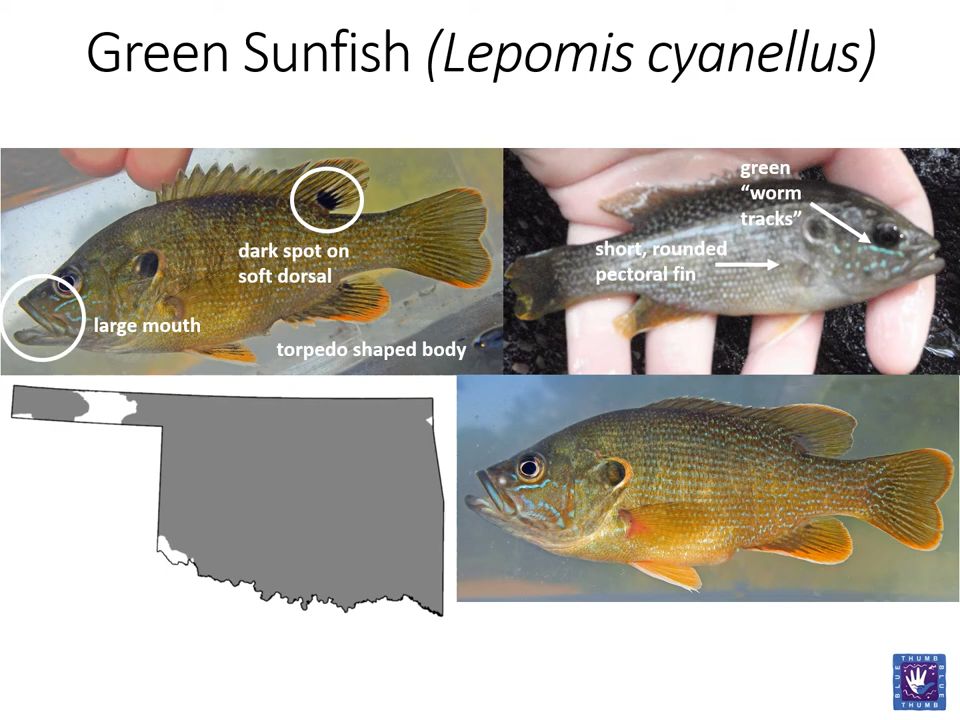 Green Sunfish (Lepomis cyanellus)
dark spot on
soft dorsal
large mouth
torpedo shaped body
green
“worm
tracks”
short, rounded
pectoral fin
THUMB
BLUE
BLUE
THUMB